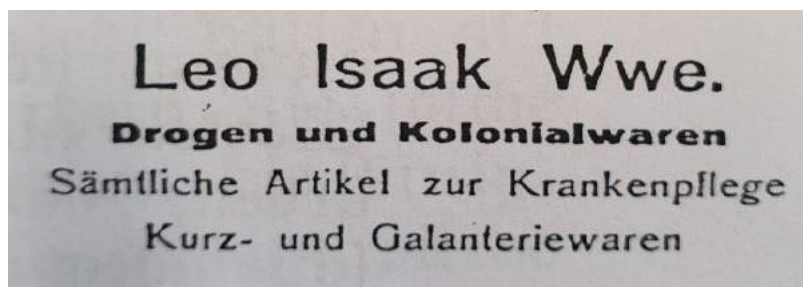 Leo Isaak Wwe.
Drogen und Kolonialwaren
Sämtliche Artikel zur Krankenpflege
Kurz- und Galanteriewaren